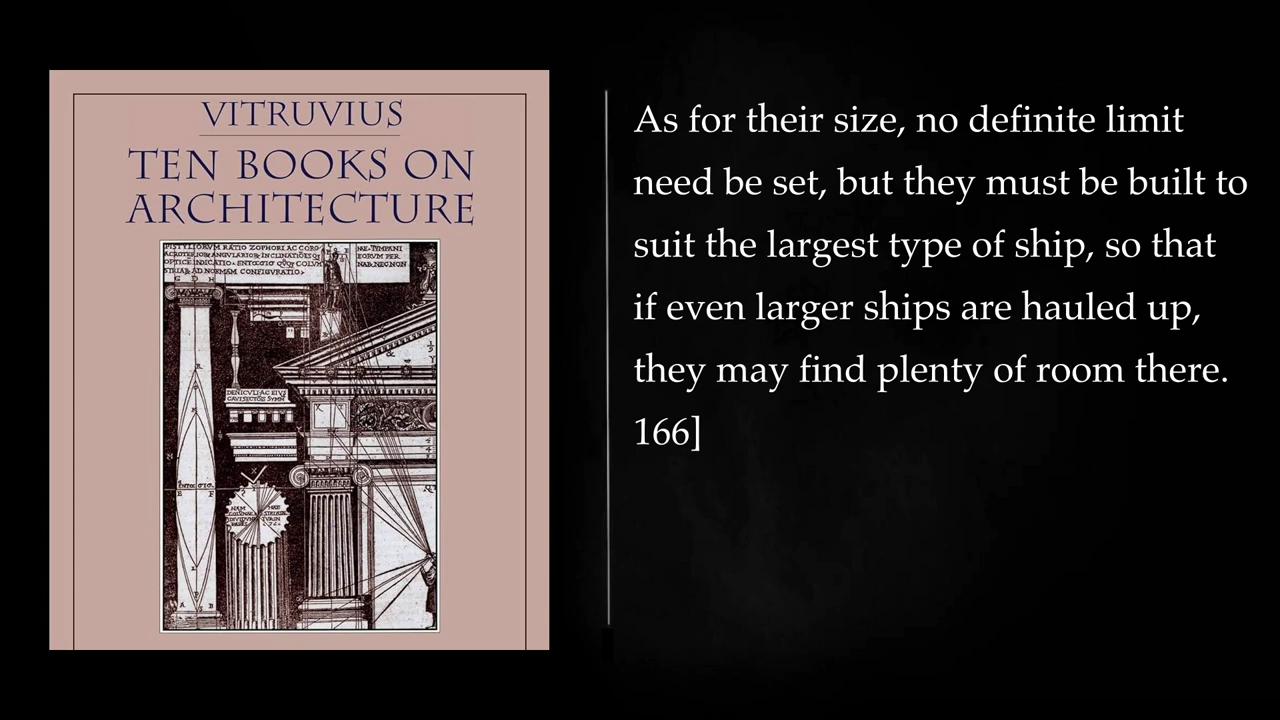 VITRUVIUS
TEN BOOKS ON
ARCHITECTURE
As for their size, no definite limit
need be set, but they must be built to
suit the largest type of ship, so that
if even larger ships are hauled up,
they may find plenty of room there.
166]